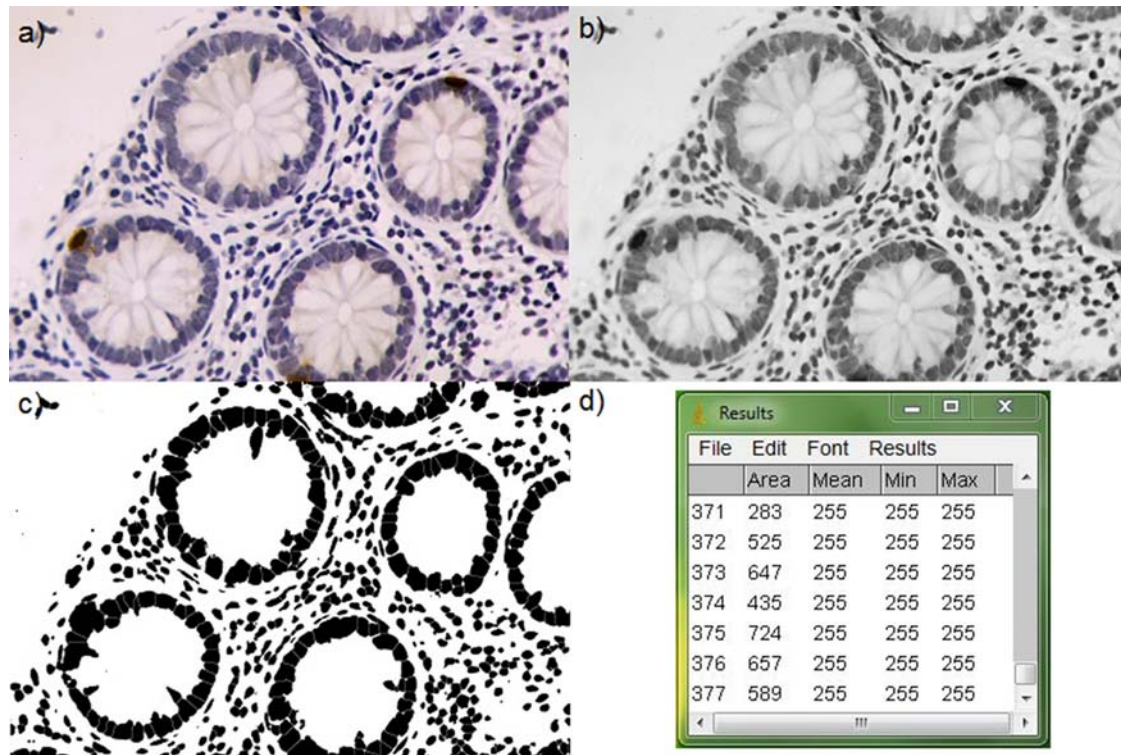 a)
b)
c)
d)
Results
File Edit Font Results
Area Mean Min Max
371 283 255 255 255
372 525 255 255 255
373 647 255 255 255
374 435 255 255 255
375 724 255 255 255
376 657 255 255 255
377 589 255 255 255